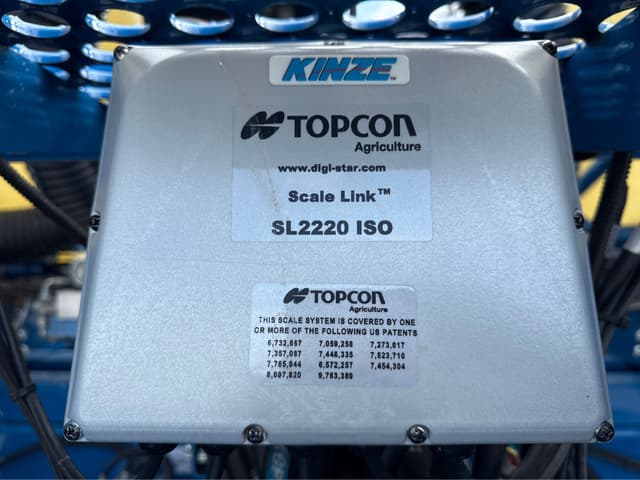 KINZE™
TOPCON
Agriculture
www.digi-star.com
Scale Link™
SL2220 ISO
TOPCON
Agriculture
THIS SCALE SYSTEM IS COVERED BY ONE
OR MORE OF THE FOLLOWING US PATENTS
6,732,657 7,059,258 7,273,017
7,357,087 7,448,335 7,523,710
7,765,944 6,572,257 7,454,304
8,097,820 9,763,389